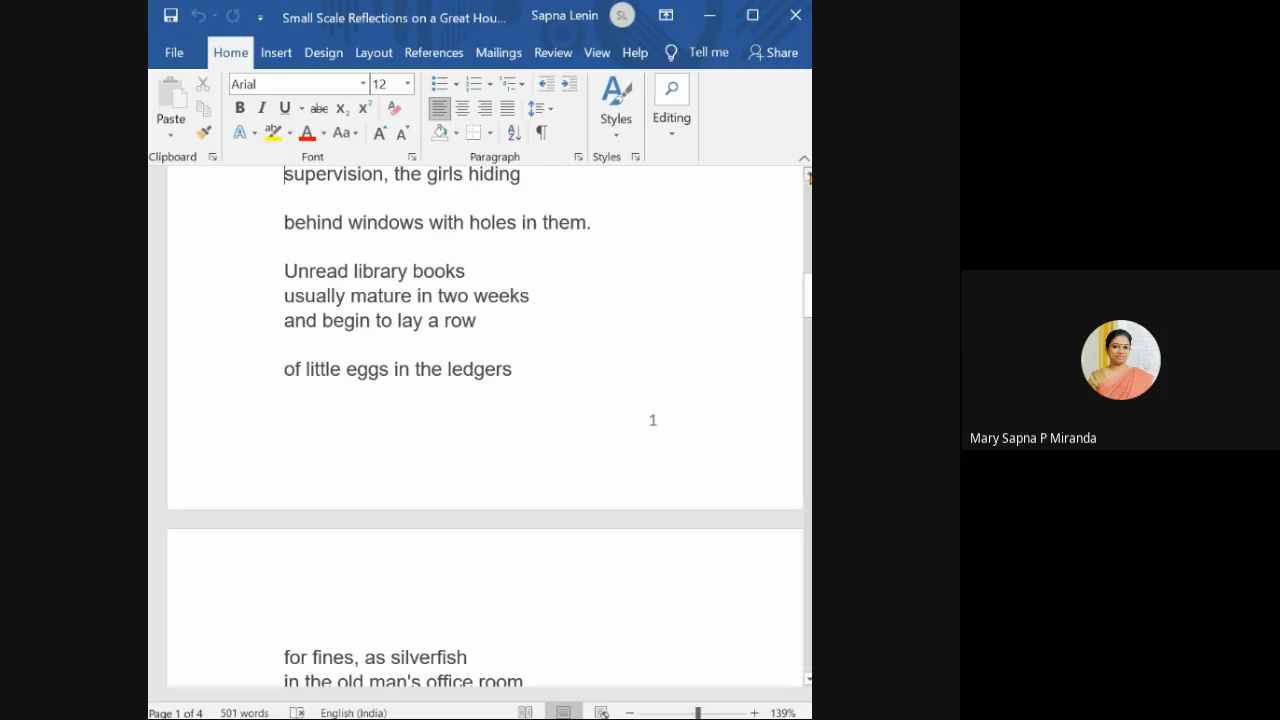 Small Scale Reflections on a Great Hou...
Sapna Lenin
SL
File
Home
Insert
Design
Layout
References
Mailings
Review
View
Help
Tell me
Share
Arial
12
Paste
Styles
Editing
Clipboard
Font
Paragraph
Styles
supervision, the girls hiding
behind windows with holes in them.
Unread library books
usually mature in two weeks
and begin to lay a row
of little eggs in the ledgers
1
for fines, as silverfish
in the old man's office room
Page 1 of 4
501 words
English (India)
139%
Mary Sapna P Miranda